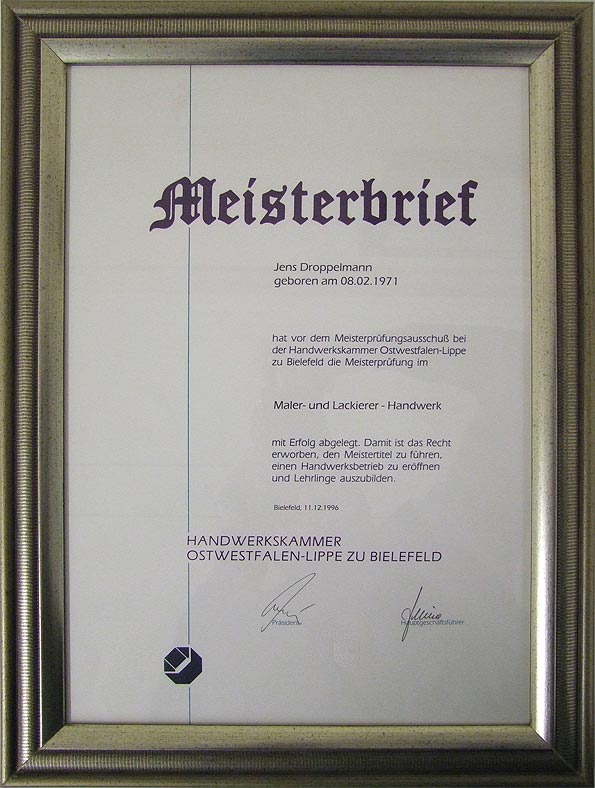 Meisterbrief
Jens Droppelmann
geboren am 08.02.1971
hat vor dem Meisterprüfungsausschuß bei
der Handwerkskammer Ostwestfalen-Lippe
zu Bielefeld die Meisterprüfung im
Maler- und Lackierer - Handwerk
mit Erfolg abgelegt. Damit ist das Recht
erworben, den Meistertitel zu führen,
einen Handwerksbetrieb zu eröffnen
und Lehrlinge auszubilden.
Bielefeld, 11.12.1996
HANDWERKSKAMMER
OSTWESTFALEN-LIPPE ZU BIELEFELD
Präsident
Hauptgeschäftsführer